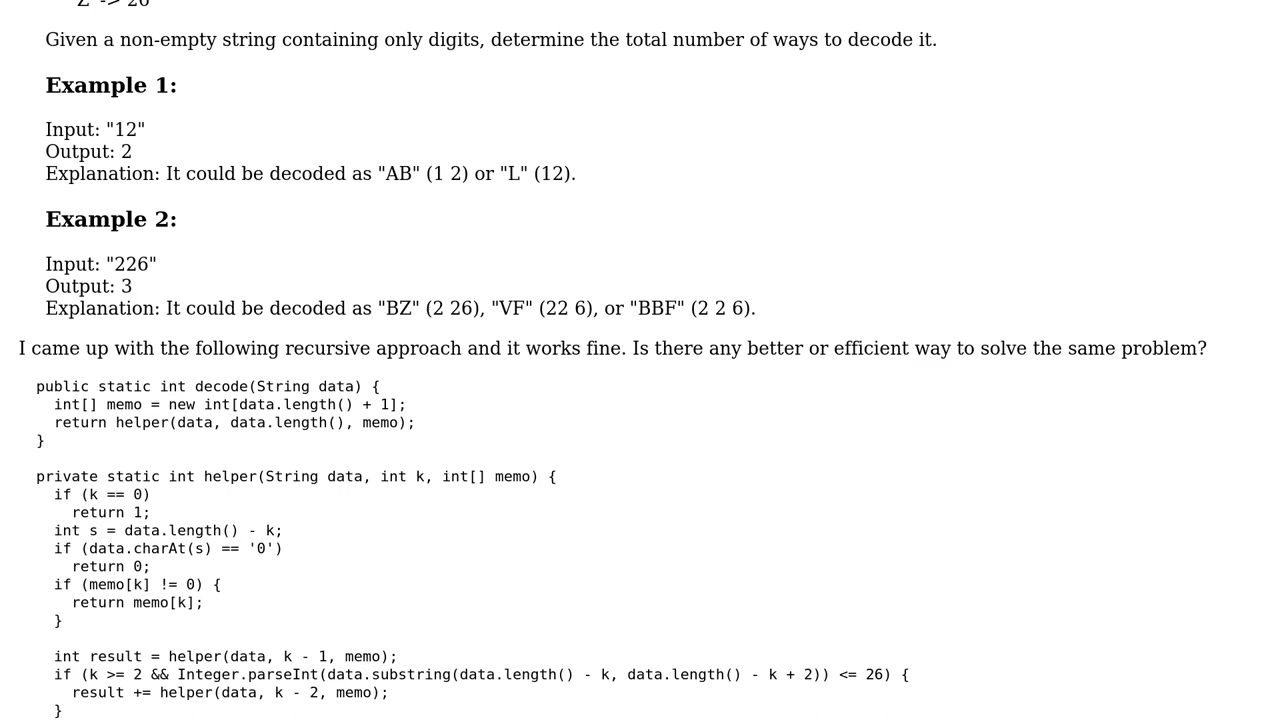 'Z' -> 26
Given a non-empty string containing only digits, determine the total number of ways to decode it.
Example 1:
Input: "12"
Output: 2
Explanation: It could be decoded as "AB" (1 2) or "L" (12).
Example 2:
Input: "226"
Output: 3
Explanation: It could be decoded as "BZ" (2 26), "VF" (22 6), or "BBF" (2 2 6).
I came up with the following recursive approach and it works fine. Is there any better or efficient way to solve the same problem?
public static int decode(String data) {
  int[] memo = new int[data.length() + 1];
  return helper(data, data.length(), memo);
}
private static int helper(String data, int k, int[] memo) {
  if (k == 0)
    return 1;
  int s = data.length() - k;
  if (data.charAt(s) == '0')
    return 0;
  if (memo[k] != 0) {
    return memo[k];
  }
  int result = helper(data, k - 1, memo);
  if (k >= 2 && Integer.parseInt(data.substring(data.length() - k, data.length() - k + 2)) <= 26) {
    result += helper(data, k - 2, memo);
  }